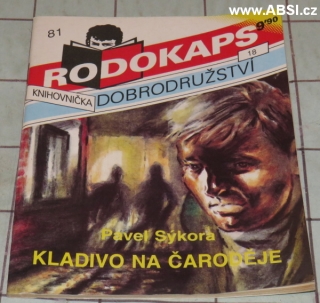 www.ABSI.cz
81
RODOKAPS
9'90
KNIHOVNIČKA
18
DOBRODRUŽSTVÍ
Pavel Sýkora
KLADIVO NA ČARODĚJE